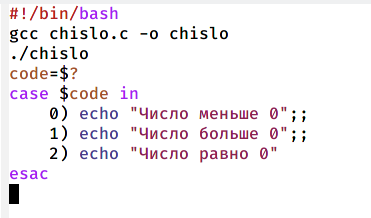 #!/bin/bash
gcc chislo.c -o chislo
./chislo
code=$?
case $code in
    0) echo "Число меньше 0";;
    1) echo "Число больше 0";;
    2) echo "Число равно 0"
esac